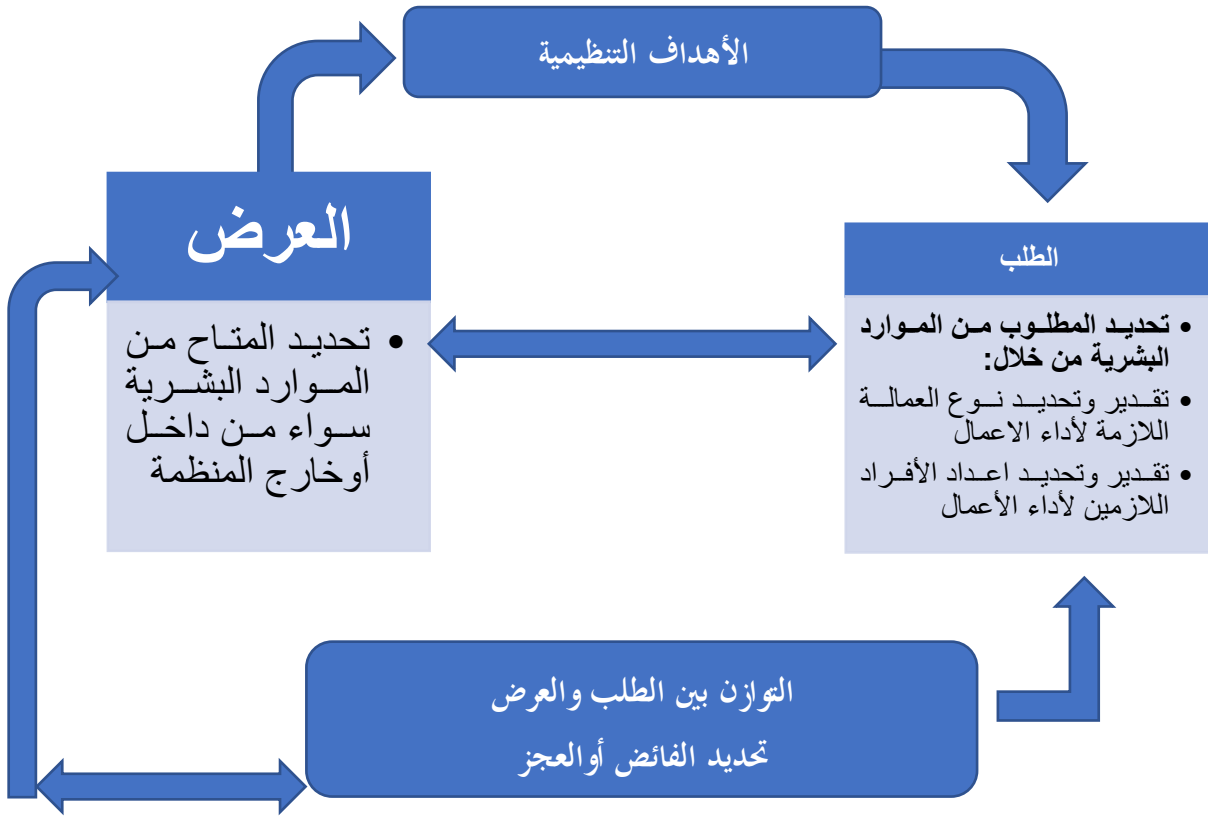 الأهداف التنظيمية
الطلب
• تحديد المطلوب من الموارد
البشرية من خلال:
• تقدير وتحديد نوع العمالة
اللازمة لأداء الاعمال
• تقدير وتحديد اعداد الأفراد
اللازمين لأداء الأعمال
العرض
• تحديد المتاح من
الموارد البشرية
سواء من داخل
أوخارج المنظمة
التوازن بين الطلب والعرض
تحديد الفائض أوالعجز